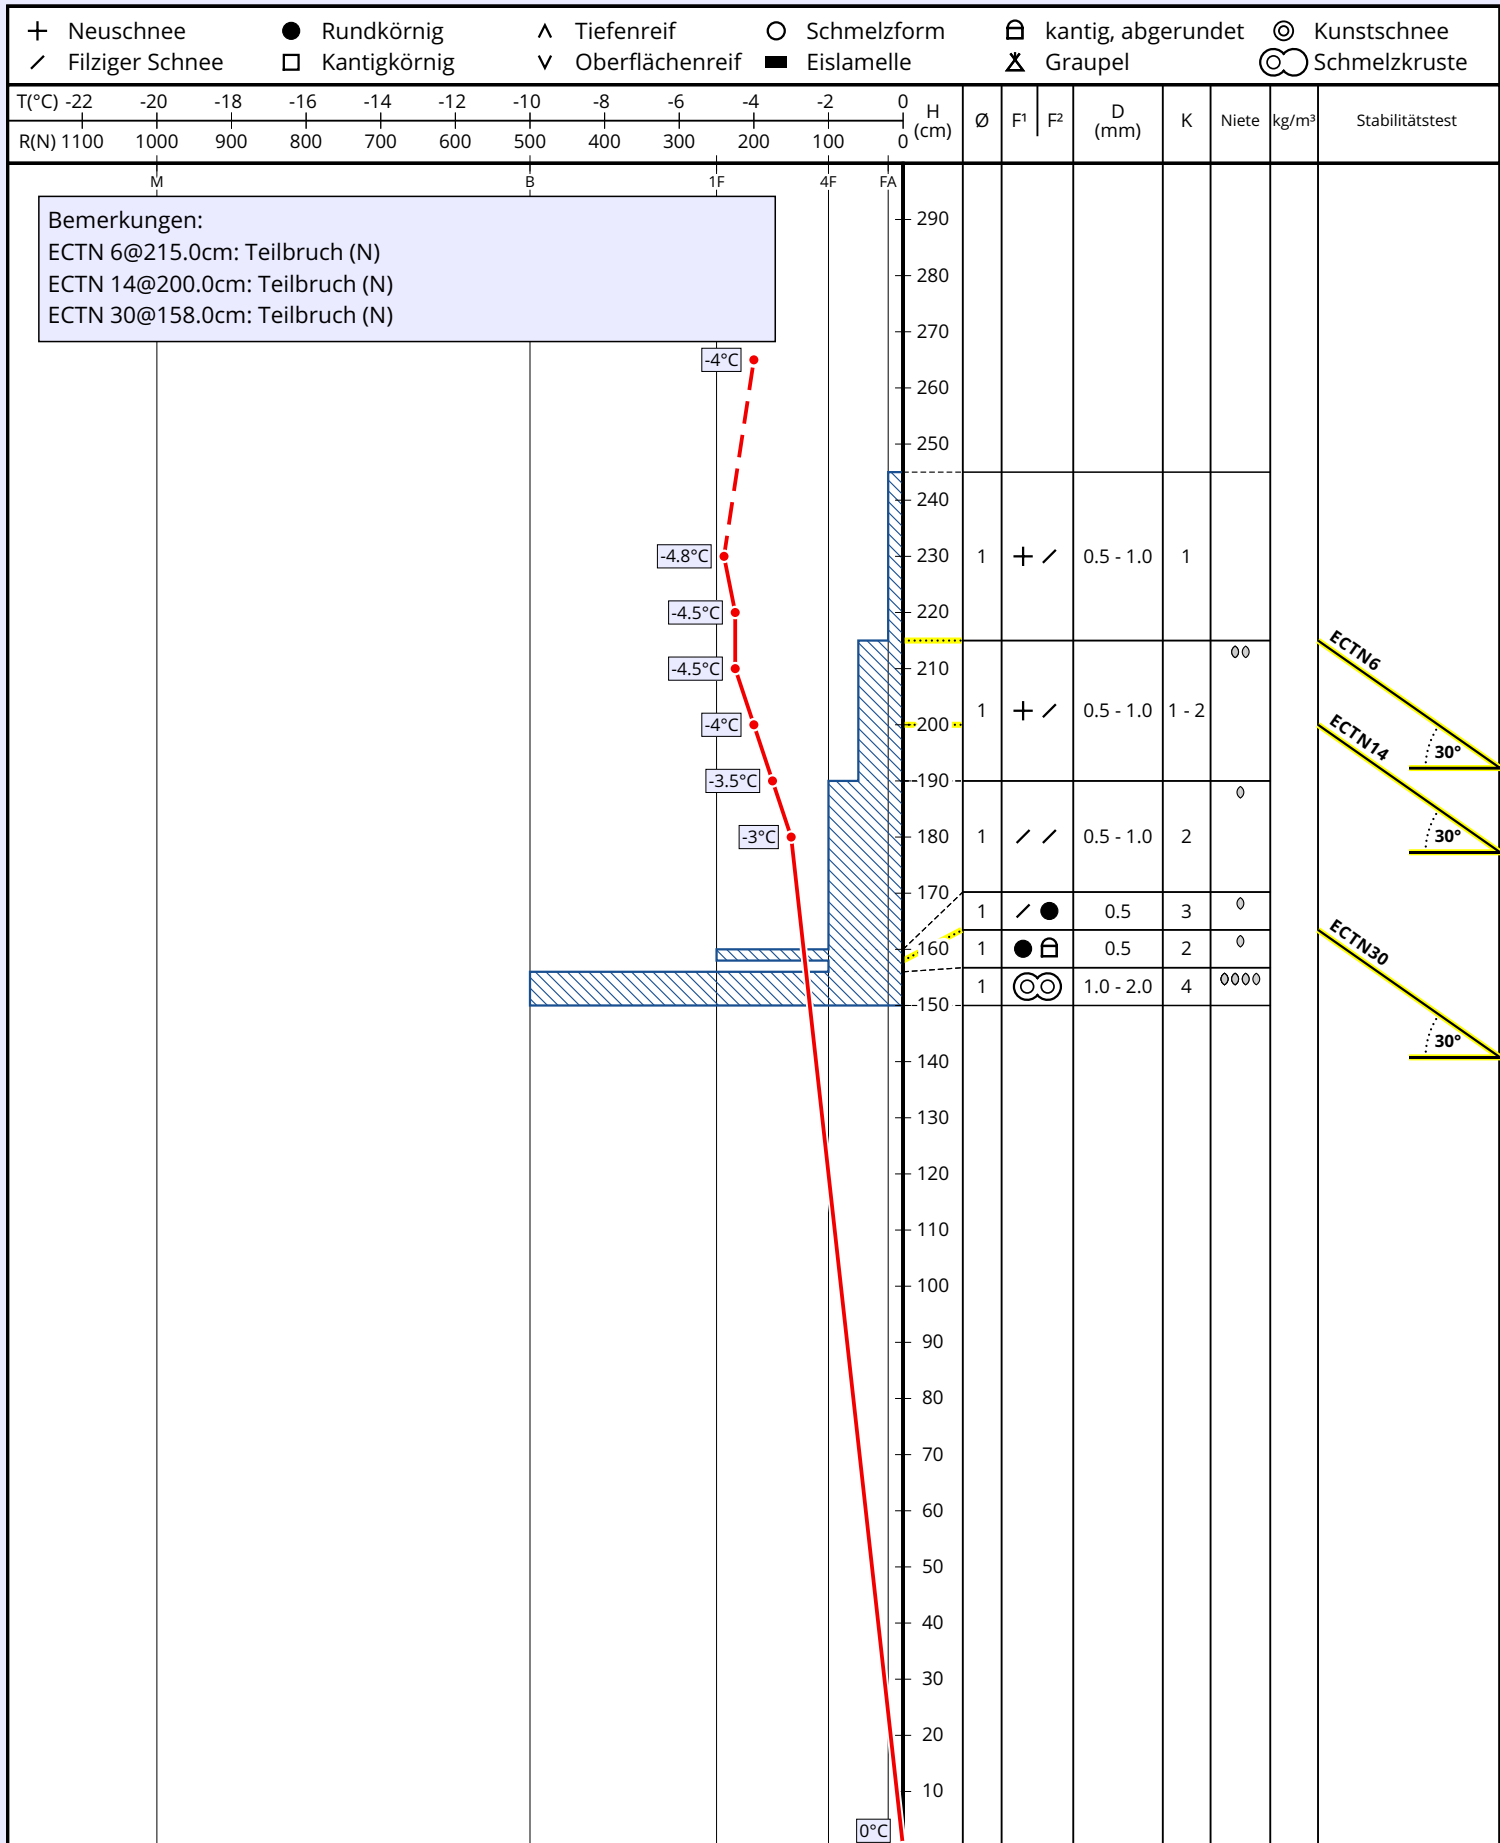 Neuschnee Rundkörnig Tiefenreif Schmelzform kantig, abgerundet Kunstschnee
Filziger Schnee Kantigkörnig Oberflächenreif Eislamelle Graupel Schmelzkruste
T(°C) -22 -20 -18 -16 -14 -12 -10 -8 -6 -4 -2 0
R(N) 1100 1000 900 800 700 600 500 400 300 200 100 0
H (cm) Ø F¹ F² D (mm) K Niete kg/m³ Stabilitätstest
M B 1F 4F FA
Bemerkungen:
ECTN 6@215.0cm: Teilbruch (N)
ECTN 14@200.0cm: Teilbruch (N)
ECTN 30@158.0cm: Teilbruch (N)
290
280
270
-4°C
260
250
240
-4.8°C 230 1 0.5 - 1.0 1
-4.5°C 220
ECTN6
-4.5°C 210
1 0.5 - 1.0 1 - 2
-4°C 200
ECTN14
30°
-3.5°C 190
-3°C 180 1 0.5 - 1.0 2
30°
170
1 0.5 3
160 1 0.5 2
ECTN30
1 1.0 - 2.0 4
150
30°
140
130
120
110
100
90
80
70
60
50
40
30
20
10
0°C